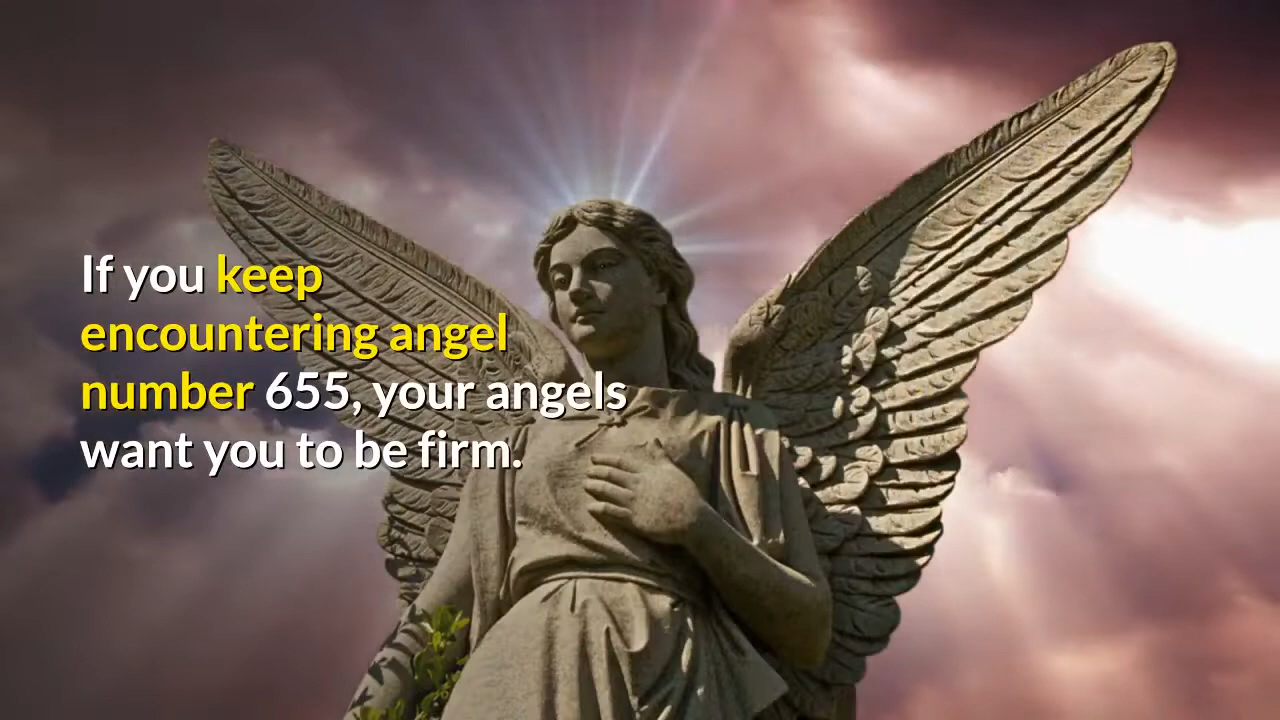 If you keep
encountering angel
number 655, your angels
want you to be firm.